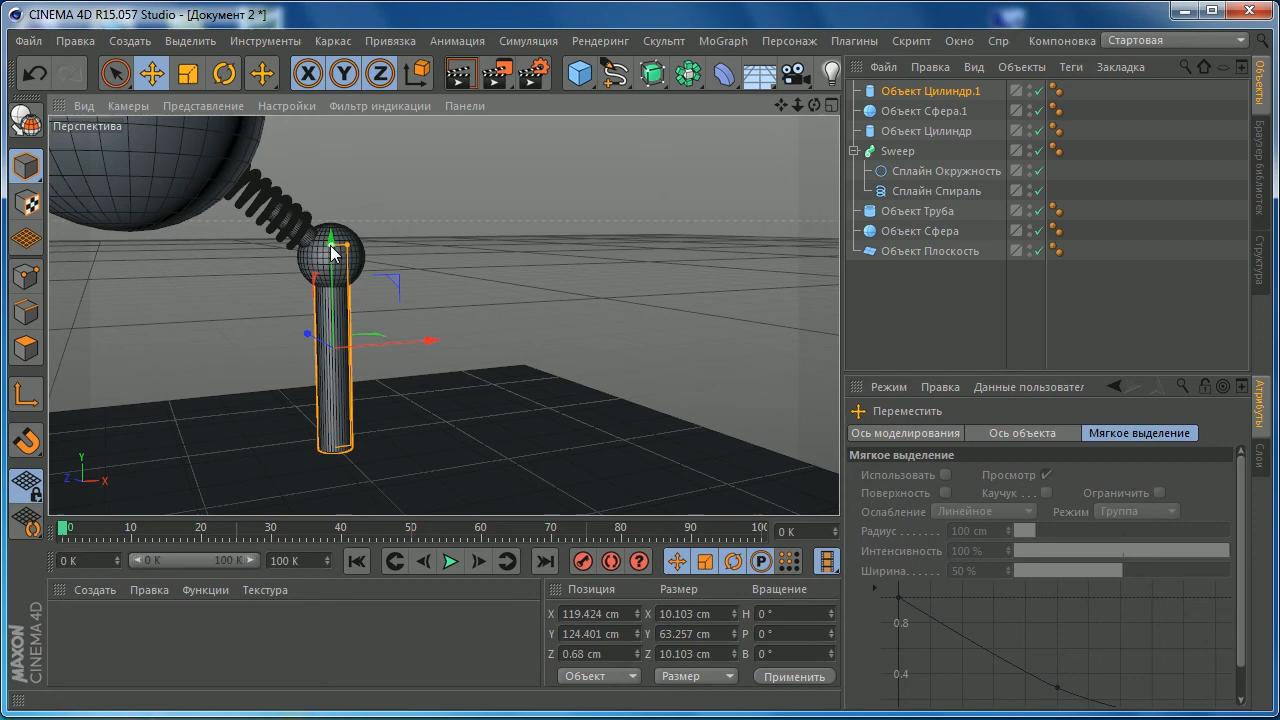 CINEMA 4D R15.057 Studio - [Документ 2 *]
Файл Правка Создать Выделить Инструменты Каркас Привязка Анимация Симуляция Рендеринг Скульпт MoGraph Персонаж Плагины Скрипт Окно Спр Компоновка Стартовая
X Y Z
Файл Правка Вид Объекты Теги Закладка
Вид Камеры Представление Настройки Фильтр индикации Панели
Перспектива
Объект Цилиндр.1
Объект Сфера.1
Объект Цилиндр
Sweep
Сплайн Окружность
Сплайн Спираль
Объект Труба
Объект Сфера
Объект Плоскость
Объекты
Браузер библиотек
Структура
Режим Правка Данные пользовател
Переместить
Ось моделирования Ось объекта Мягкое выделение
Мягкое выделение
Использовать Просмотр
Поверхность Каучук . . . Ограничить
Ослабление Линейное Режим Группа
Радиус . . . . . . . 100 cm
Интенсивность 100 %
Ширина. . . . . . 50 %
0.8
0.4
Атрибуты
Слои
Y
Z X
0 10 20 30 40 50 60 70 80 90 100 0 K
0 K 0 K 100 K 100 K P
Создать Правка Функции Текстура
Позиция Размер Вращение
X 119.424 cm X 10.103 cm H 0 °
Y 124.401 cm Y 63.257 cm P 0 °
Z 0.68 cm Z 10.103 cm B 0 °
Объект Размер Применить
MAXON
CINEMA 4D